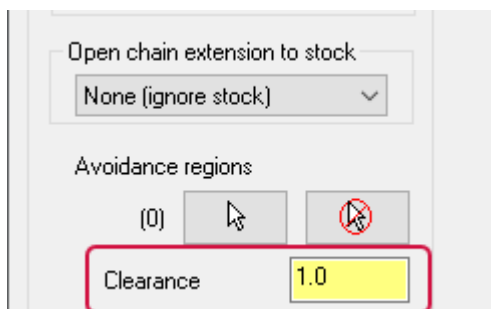 Open chain extension to stock
None (ignore stock)
Avoidance regions
(0)
Clearance 1.0